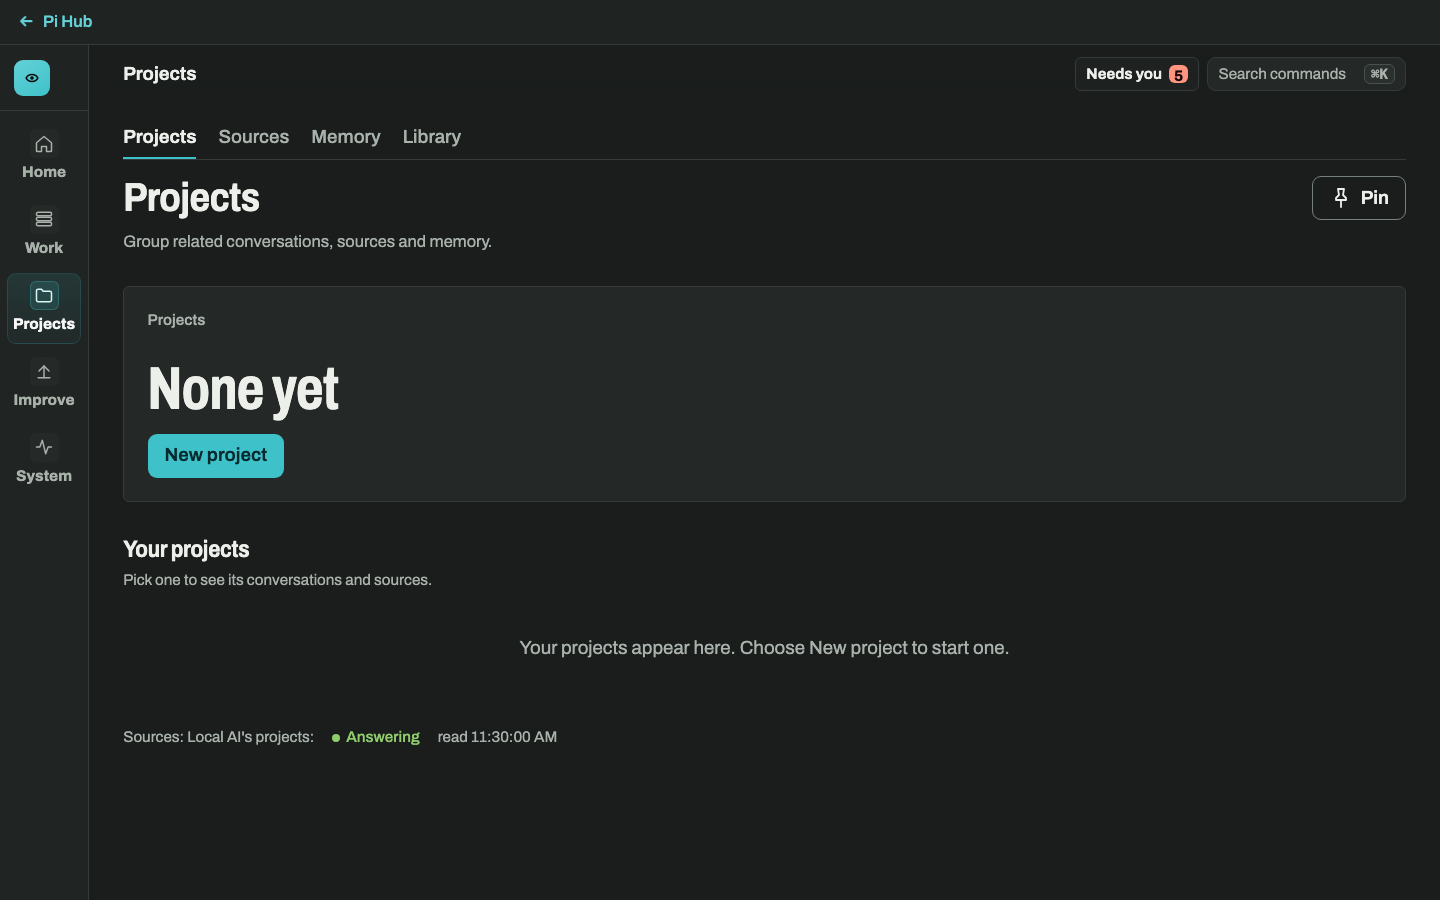 Pi Hub
Projects
Needs you 5
Search commands ⌘K
Home
Work
Projects
Improve
System
Projects Sources Memory Library
Projects
Pin
Group related conversations, sources and memory.
Projects
None yet
New project
Your projects
Pick one to see its conversations and sources.
Your projects appear here. Choose New project to start one.
Sources: Local AI's projects: Answering read 11:30:00 AM